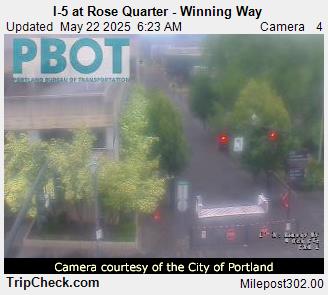 I-5 at Rose Quarter - Winning Way
Updated May 22 2025 6:23 AM Camera 4
PBOT
PORTLAND BUREAU OF TRANSPORTATION
Camera courtesy of the City of Portland
TripCheck.com Milepost302.00